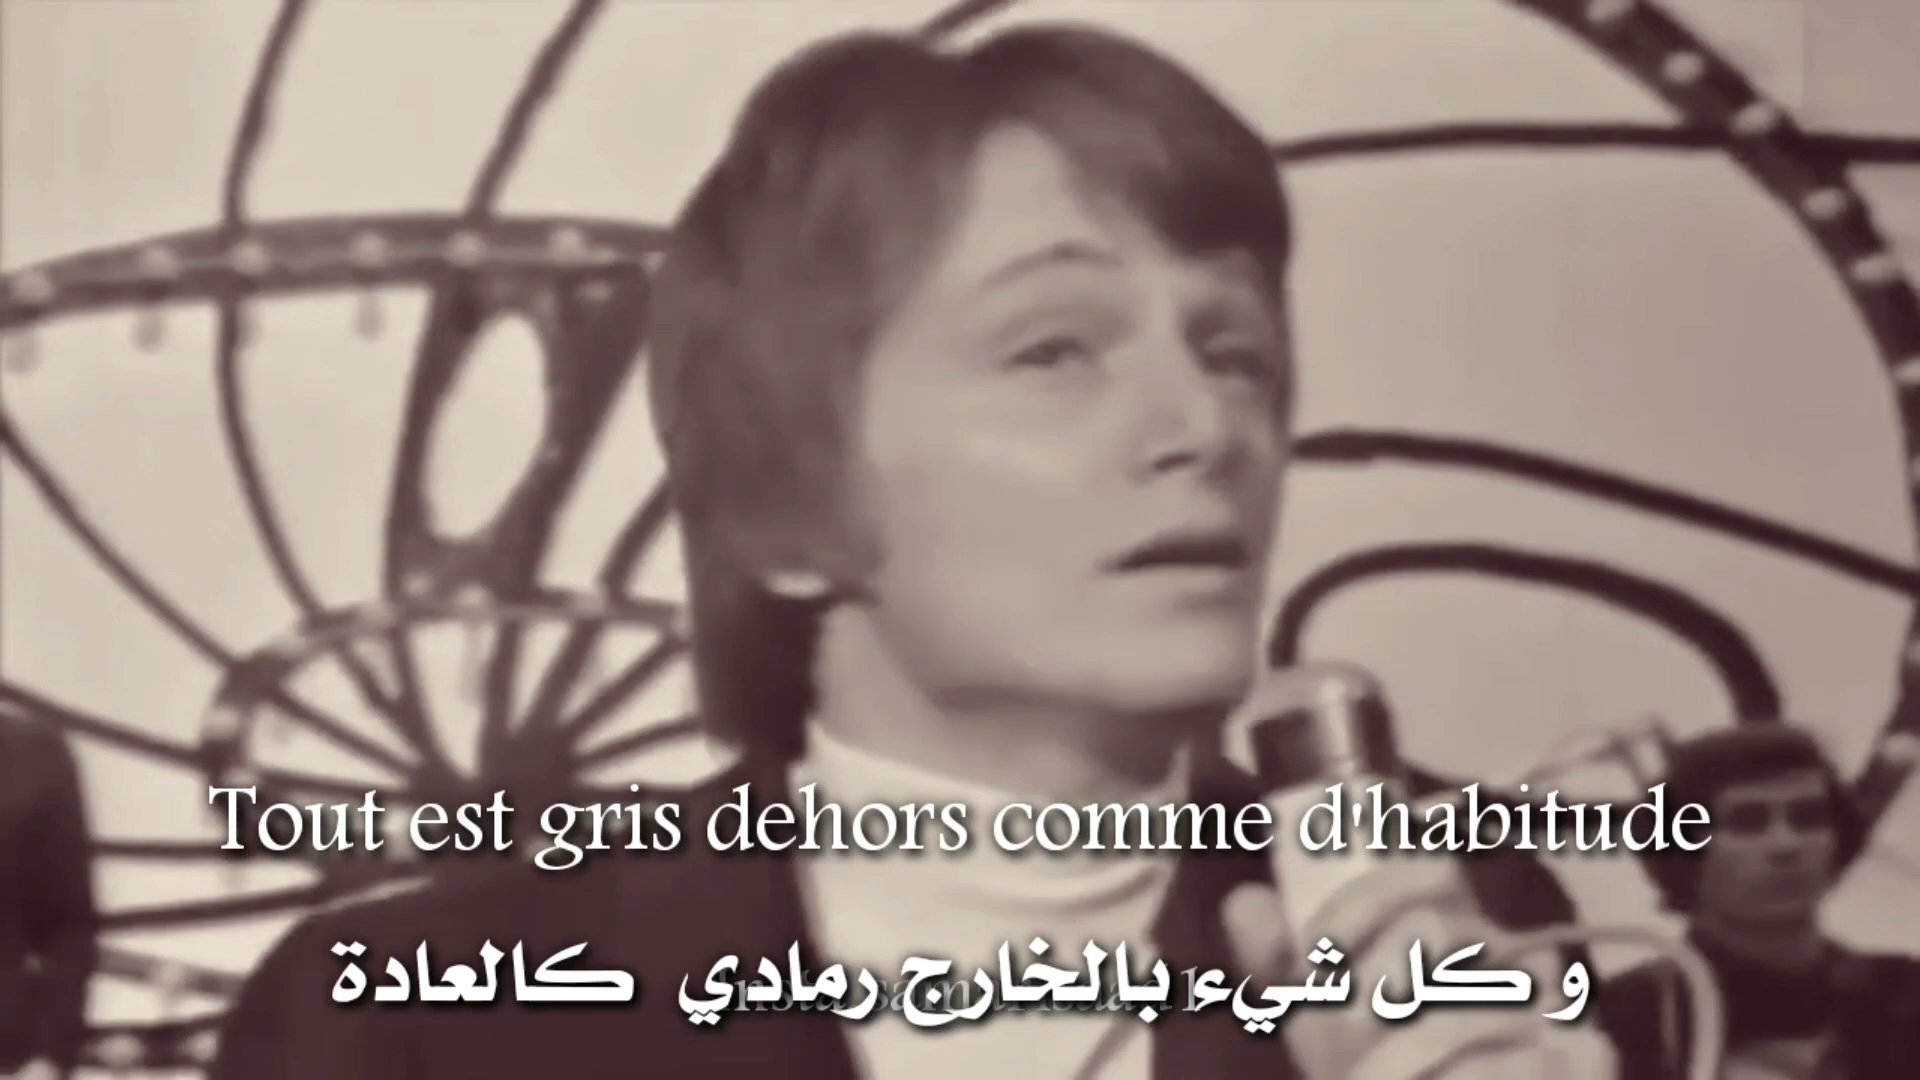 Tout est gris dehors comme d'habitude
و كل شيء بالخارج رمادي كالعادة